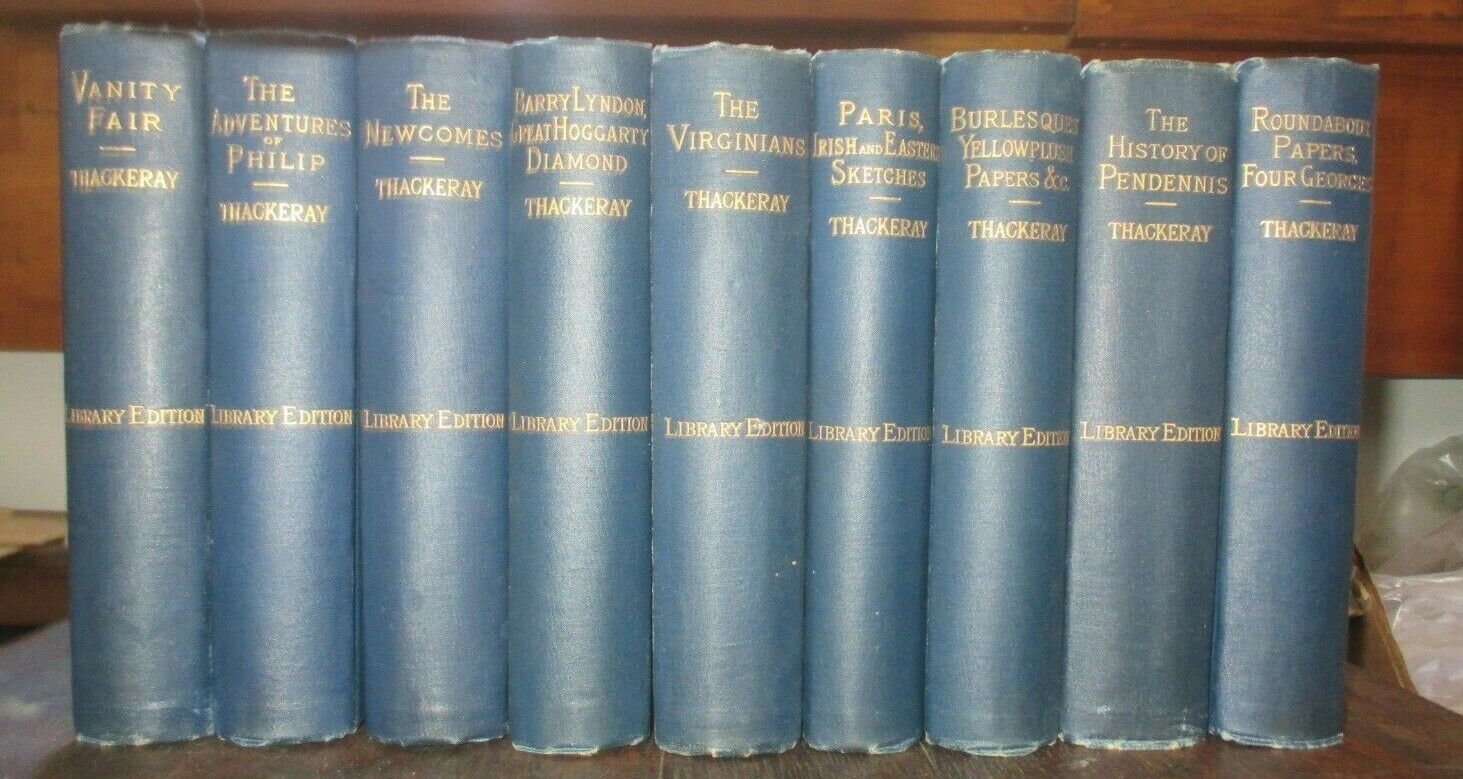 VANITY
FAIR
THACKERAY
LIBRARY EDITION
THE
ADVENTURES
OF
PHILIP
THACKERAY
LIBRARY EDITION
THE
NEWCOMES
THACKERAY
LIBRARY EDITION
BARRY LYNDON,
GREAT HOGGARTY
DIAMOND
THACKERAY
LIBRARY EDITION
THE
VIRGINIANS
THACKERAY
LIBRARY EDITION
PARIS,
IRISH AND EASTERN
SKETCHES
THACKERAY
LIBRARY EDITION
BURLESQUES
YELLOWPLUSH
PAPERS &C.
THACKERAY
LIBRARY EDITION
THE
HISTORY OF
PENDENNIS
THACKERAY
LIBRARY EDITION
ROUNDABOUT
PAPERS,
FOUR GEORGES
THACKERAY
LIBRARY EDITION